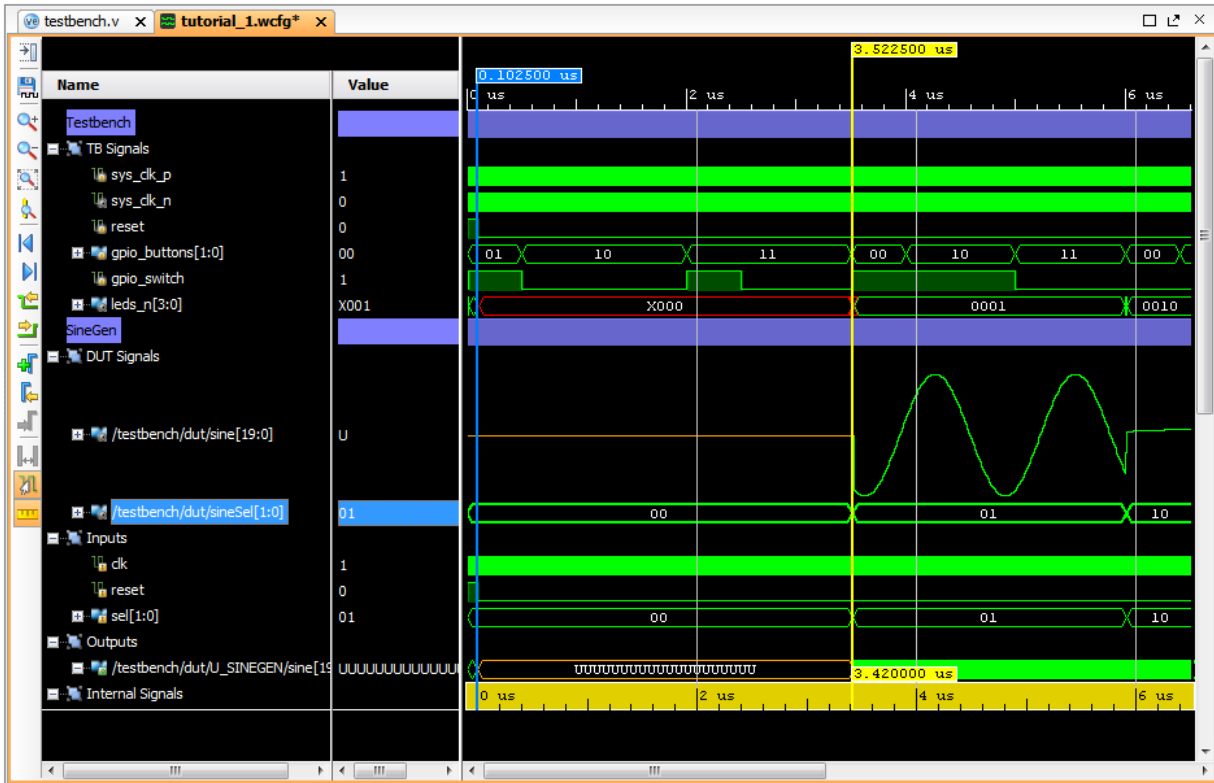 testbench.v tutorial_1.wcfg*
3.522500 us
0.102500 us
Name Value
0 us 2 us 4 us 6 us
Testbench
TB Signals
sys_clk_p 1
sys_clk_n 0
reset 0
gpio_buttons[1:0] 00 01 10 11 00 10 11 00
gpio_switch 1
leds_n[3:0] X001 X000 0001 0010
SineGen
DUT Signals
/testbench/dut/sine[19:0] U
/testbench/dut/sineSel[1:0] 01 00 01 10
Inputs
clk 1
reset 0
sel[1:0] 01 00 01 10
Outputs
/testbench/dut/U_SINEGEN/sine[19 UUUUUUUUUUUUUU UUUUUUUUUUUUUUUUUUUU
3.420000 us
Internal Signals
0 us 2 us 4 us 6 us